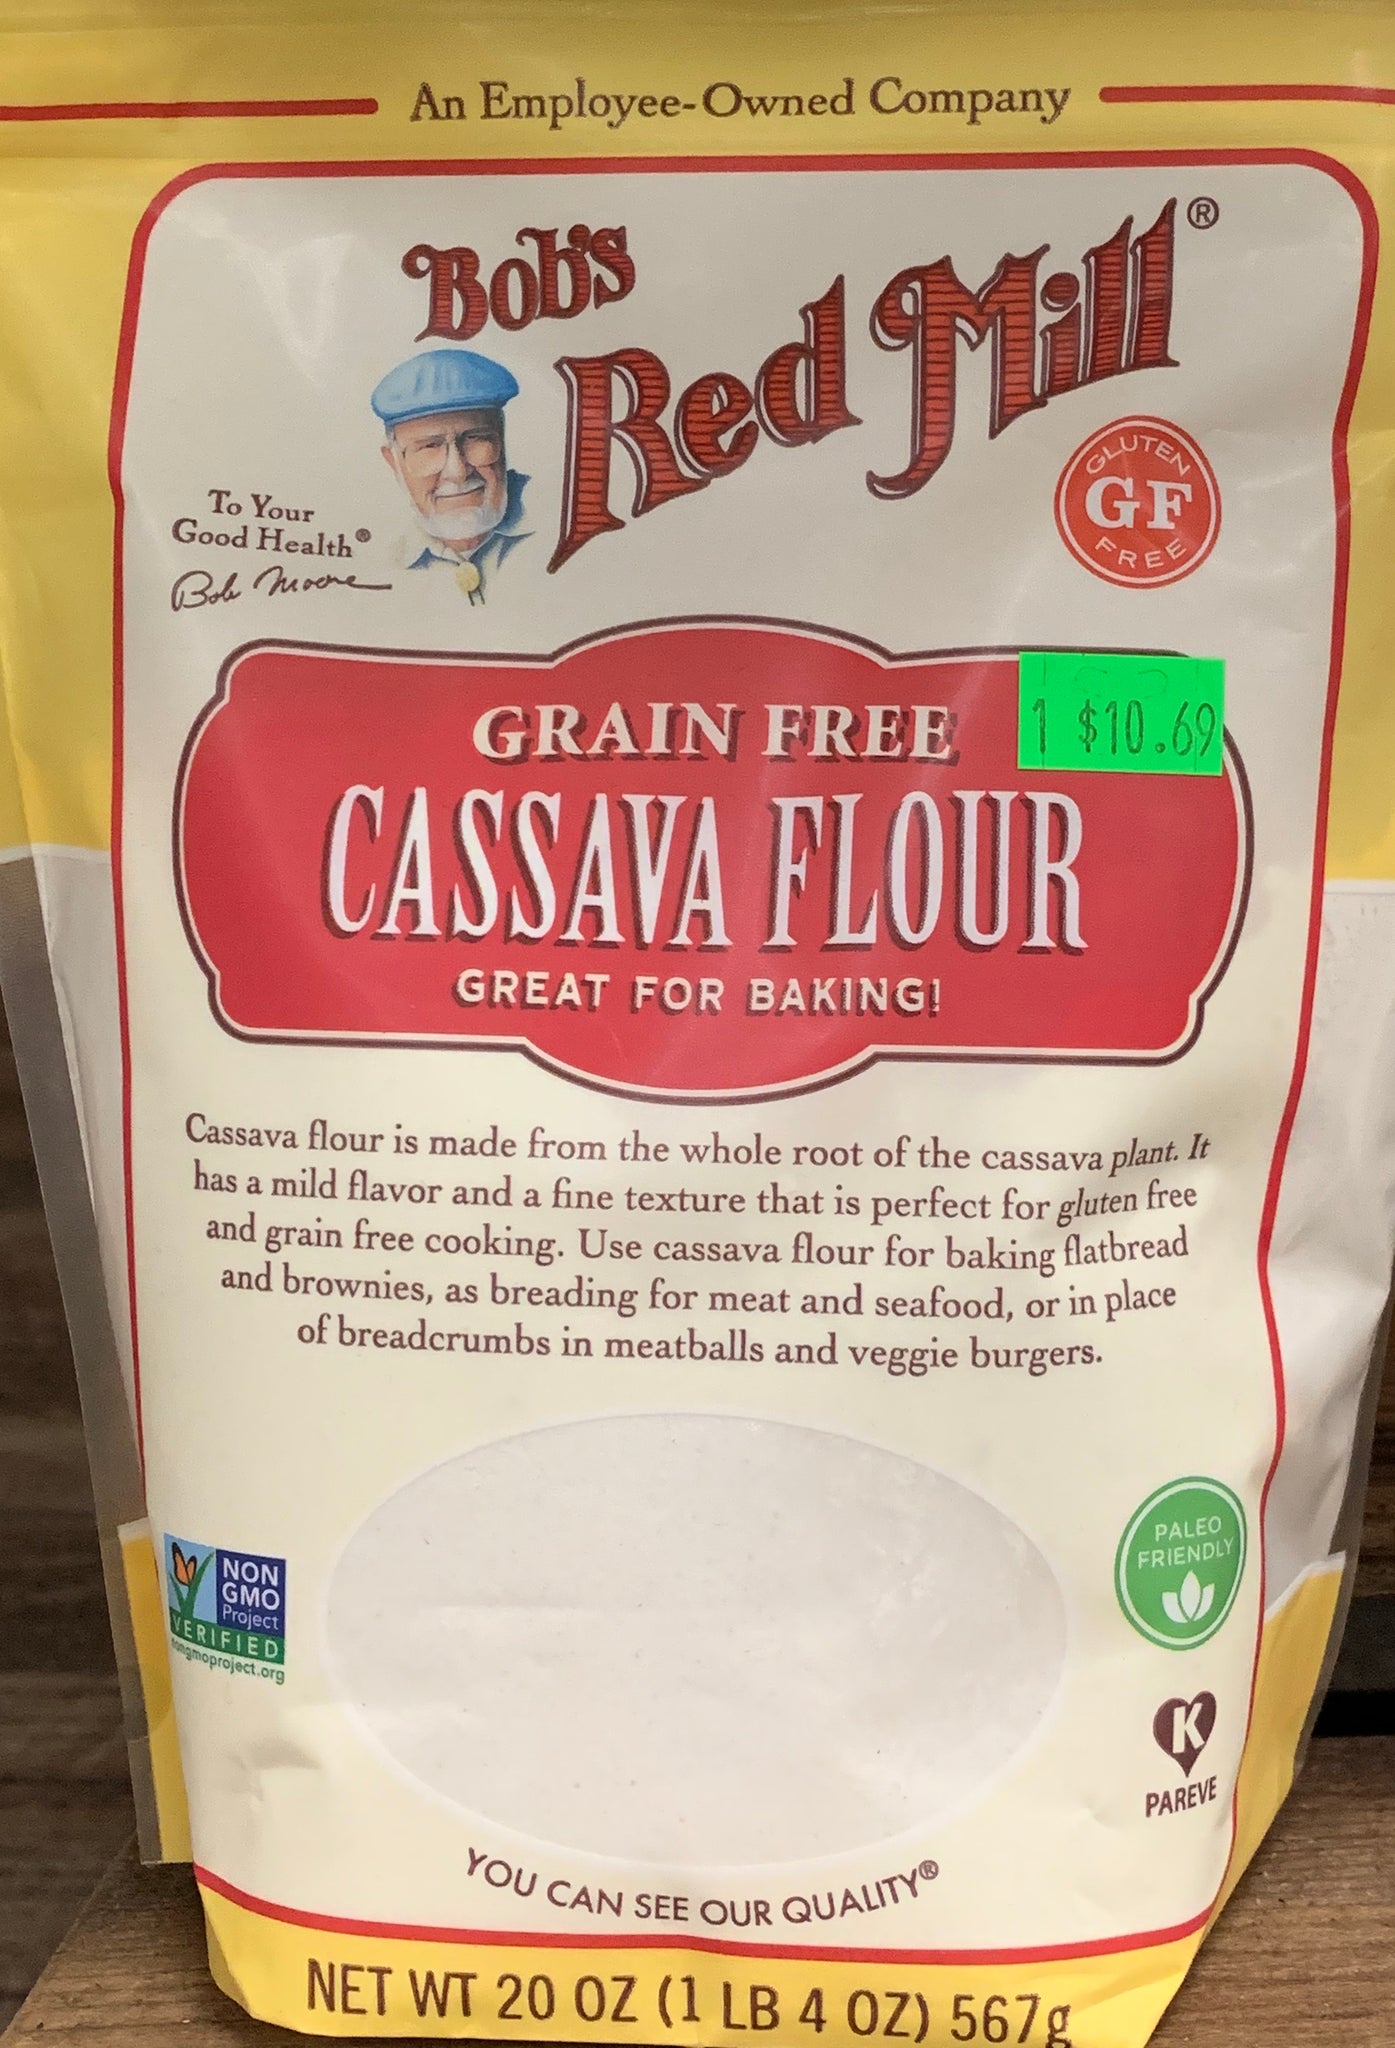 An Employee-Owned Company
Bob's
Red Mill®
To Your
Good Health®
Bob Moore
GLUTEN
GF
FREE
GRAIN FREE
1 $10.69
CASSAVA FLOUR
GREAT FOR BAKING!
Cassava flour is made from the whole root of the cassava plant. It
has a mild flavor and a fine texture that is perfect for gluten free
and grain free cooking. Use cassava flour for baking flatbread
and brownies, as breading for meat and seafood, or in place
of breadcrumbs in meatballs and veggie burgers.
PALEO
FRIENDLY
NON
GMO
Project
VERIFIED
nongmoproject.org
K
PAREVE
YOU CAN SEE OUR QUALITY®
NET WT 20 OZ (1 LB 4 OZ) 567g